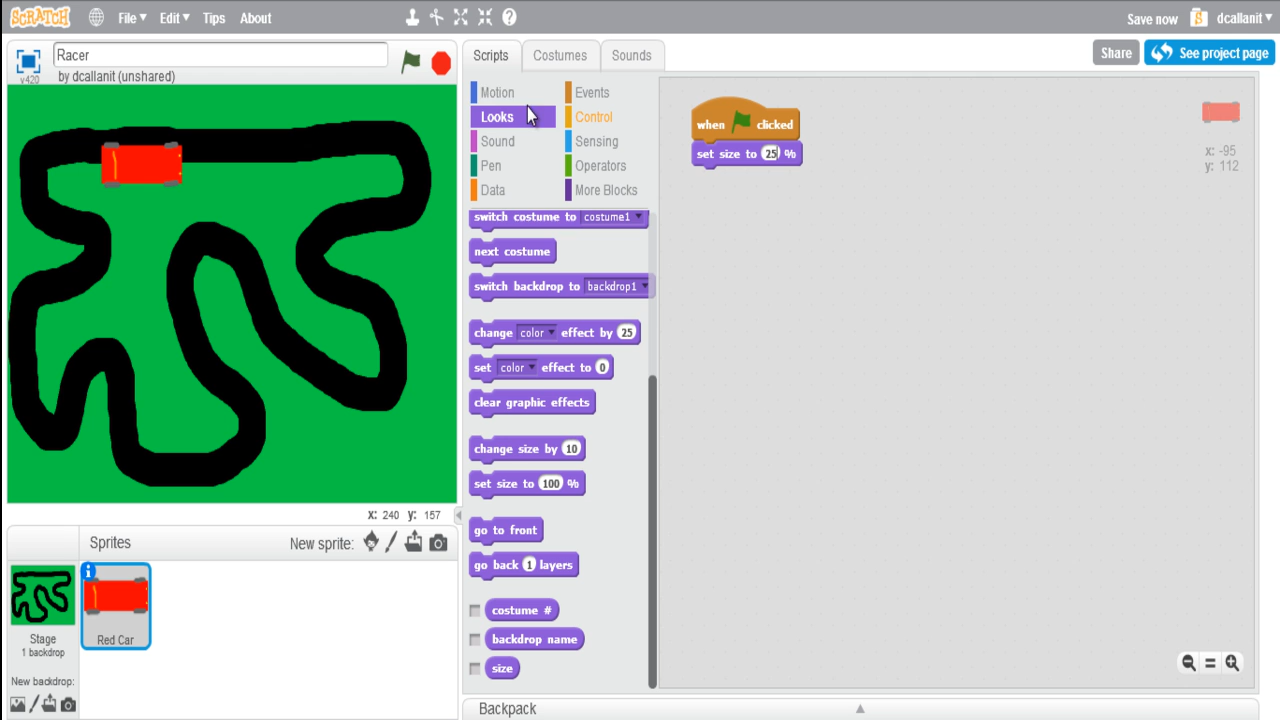 SCRATCH File Edit Tips About Save now dcallanit
v420
Racer
by dcallanit (unshared)
Scripts Costumes Sounds
Share See project page
Motion Events
Looks Control
Sound Sensing
Pen Operators
Data More Blocks
switch costume to costume1
next costume
switch backdrop to backdrop1
change color effect by 25
set color effect to 0
clear graphic effects
change size by 10
set size to 100 %
go to front
go back 1 layers
costume #
backdrop name
size
when clicked
set size to 25 %
x: -95
y: 112
x: 240 y: 157
Sprites New sprite:
Stage
1 backdrop
New backdrop:
Red Car
Backpack